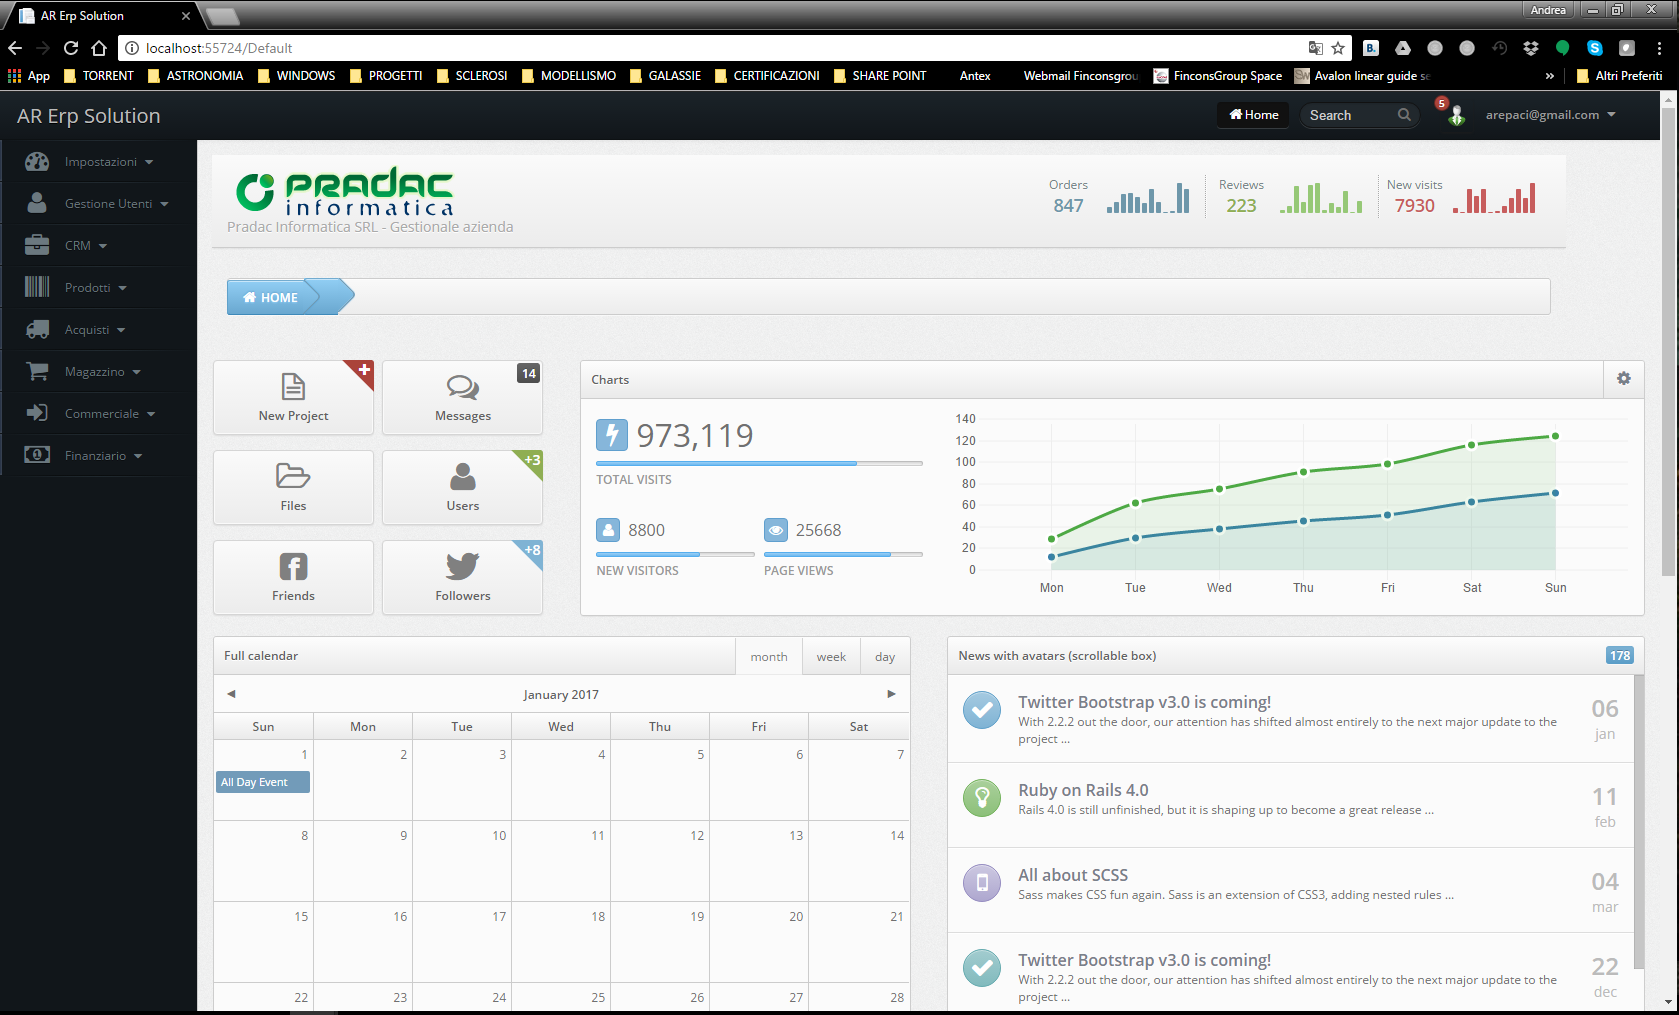 AR Erp Solution
Andrea
localhost:55724/Default
App TORRENT ASTRONOMIA WINDOWS PROGETTI SCLEROSI MODELLISMO GALASSIE CERTIFICAZIONI SHARE POINT Antex Webmail Finconsgrou FinconsGroup Space Avalon linear guide se » Altri Preferiti
AR Erp Solution
Home
Search
5
arepaci@gmail.com
Impostazioni
Gestione Utenti
CRM
Prodotti
Acquisti
Magazzino
Commerciale
Finanziario
PRADAC
informatica
Pradac Informatica SRL - Gestionale azienda
Orders
847
Reviews
223
New visits
7930
HOME
New Project
Messages
14
Files
Users
+3
Friends
Followers
+8
Charts
973,119
TOTAL VISITS
8800
NEW VISITORS
25668
PAGE VIEWS
140
120
100
80
60
40
20
0
Mon Tue Wed Thu Fri Sat Sun
Full calendar
month week day
January 2017
Sun Mon Tue Wed Thu Fri Sat
1 2 3 4 5 6 7
All Day Event
8 9 10 11 12 13 14
15 16 17 18 19 20 21
22 23 24 25 26 27 28
News with avatars (scrollable box)
178
Twitter Bootstrap v3.0 is coming!
With 2.2.2 out the door, our attention has shifted almost entirely to the next major update to the
project ...
06
jan
Ruby on Rails 4.0
Rails 4.0 is still unfinished, but it is shaping up to become a great release ...
11
feb
All about SCSS
Sass makes CSS fun again. Sass is an extension of CSS3, adding nested rules ...
04
mar
Twitter Bootstrap v3.0 is coming!
With 2.2.2 out the door, our attention has shifted almost entirely to the next major update to the
project ...
22
dec